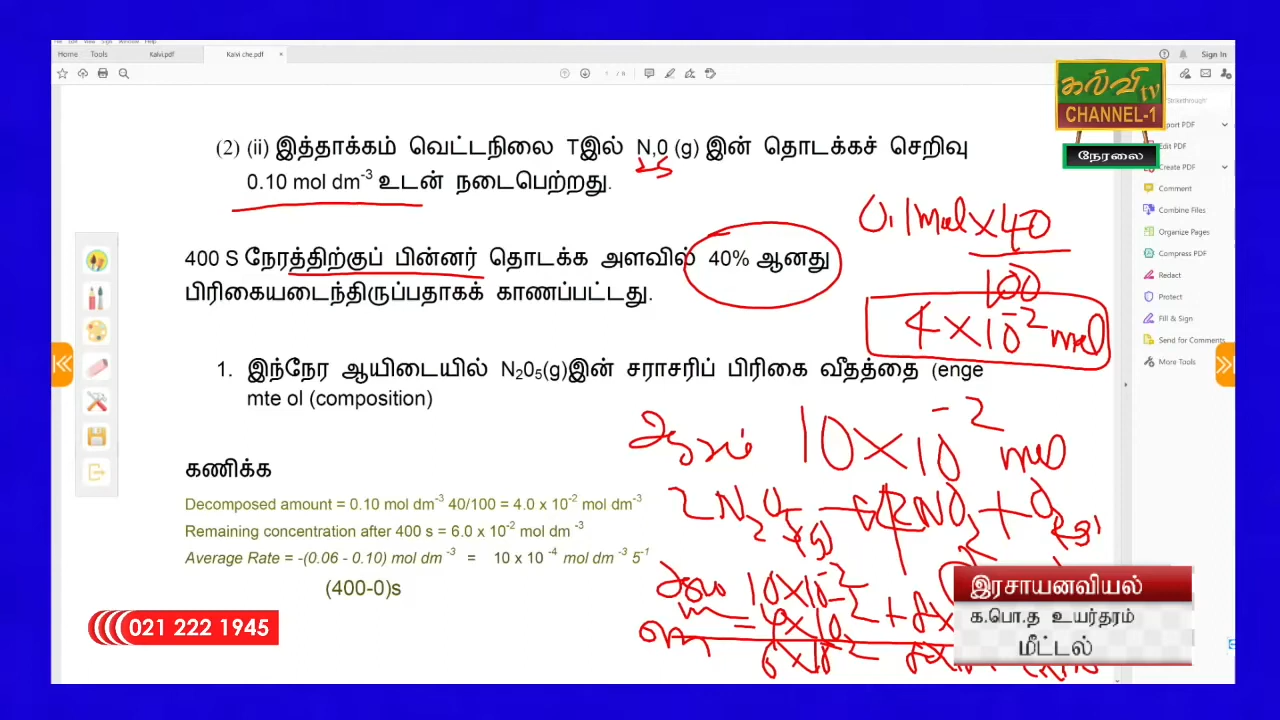 Home Tools Kalvi.pdf Kalvi che.pdf × Sign In
கல்வி tv
CHANNEL-1
நேரலை
Edit PDF
Comment
Combine Files
Organize Pages
Compress PDF
Redact
Protect
Fill & Sign
Send for Comments
More Tools
(2) (ii) இத்தாக்கம் வெட்டநிலை Tஇல் N,0 (g) இன் தொடக்கச் செறிவு
25
0.10 mol dm-3 உடன் நடைபெற்றது.
0.1 mol × 40
100
400 S நேரத்திற்குப் பின்னர் தொடக்க அளவில் 40% ஆனது
பிரிகையடைந்திருப்பதாகக் காணப்பட்டது.
4 × 10-2 mol
1. இந்நேர ஆயிடையில் N205(g)இன் சராசரிப் பிரிகை வீதத்தை (enge
mte ol (composition)
10 × 10-2 mol
கணிக்க
Decomposed amount = 0.10 mol dm-3 40/100 = 4.0 x 10-2 mol dm-3
Remaining concentration after 400 s = 6.0 x 10-2 mol dm -3
Average Rate = -(0.06 - 0.10) mol dm -3 = 10 x 10 -4 mol dm -3 5-1
(400-0)s
10×10-2
021 222 1945
இரசாயனவியல்
க.பொ.த உயர்தரம்
மீட்டல்